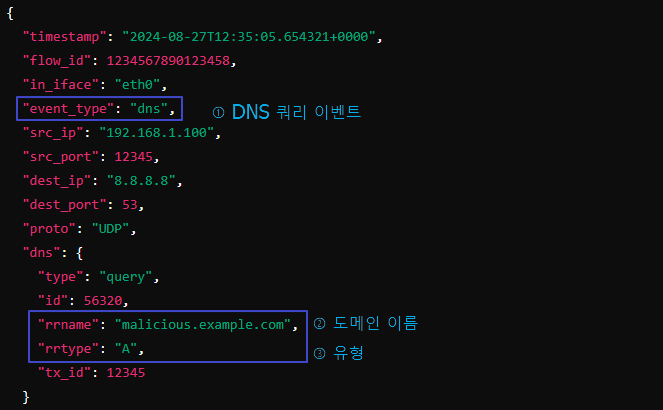 {
"timestamp": "2024-08-27T12:35:05.654321+0000",
"flow_id": 1234567890123458,
"in_iface": "eth0",
"event_type": "dns", ① DNS 쿼리 이벤트
"src_ip": "192.168.1.100",
"src_port": 12345,
"dest_ip": "8.8.8.8",
"dest_port": 53,
"proto": "UDP",
"dns": {
"type": "query",
"id": 56320,
"rrname": "malicious.example.com", ② 도메인 이름
"rrtype": "A", ③ 유형
"tx_id": 12345
}